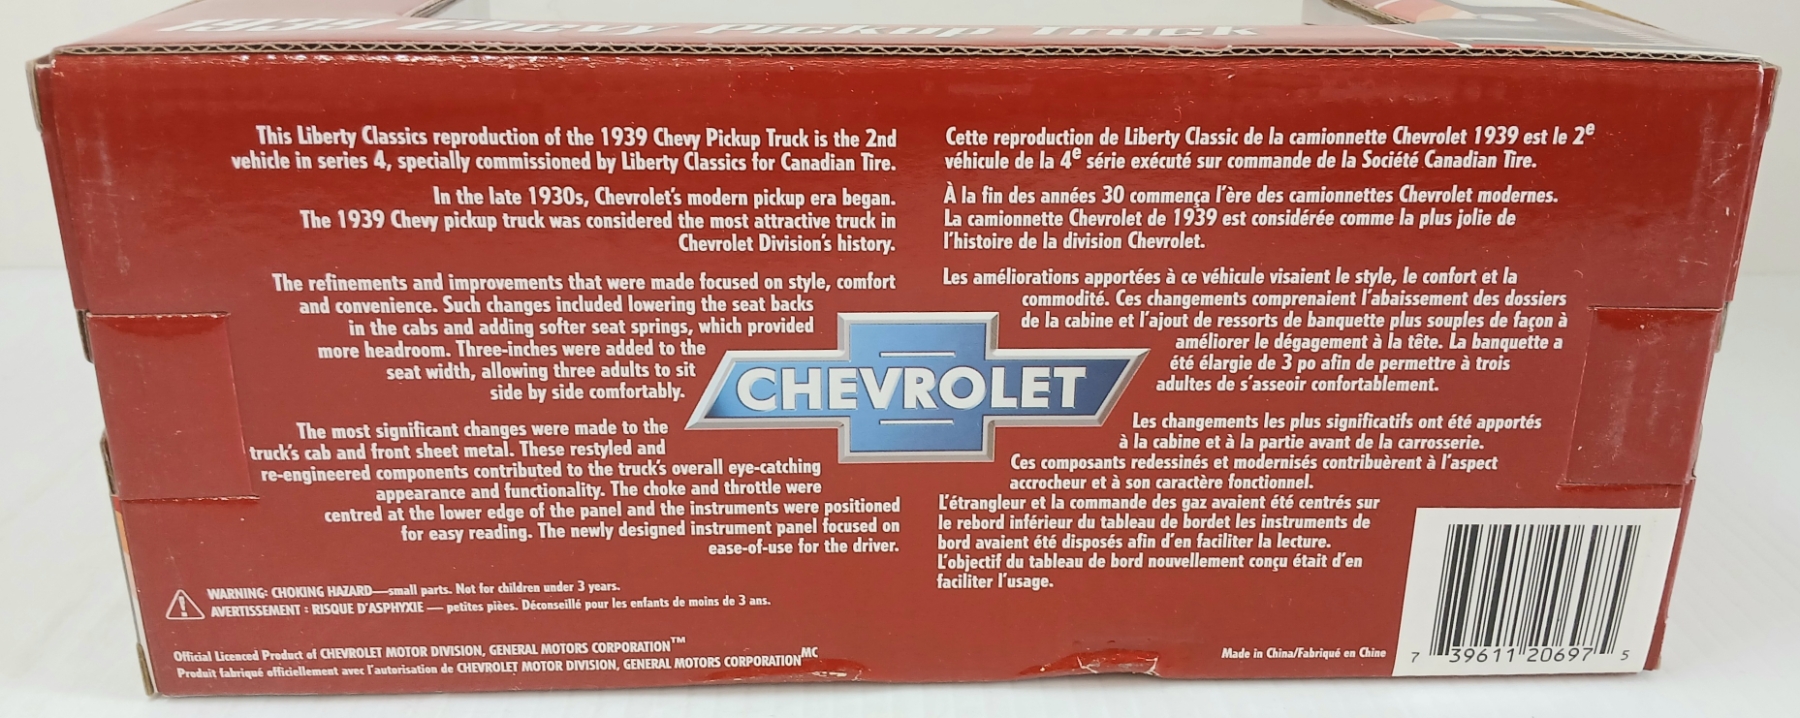 1939 Chevy Pickup Truck
This Liberty Classics reproduction of the 1939 Chevy Pickup Truck is the 2nd
vehicle in series 4, specially commissioned by Liberty Classics for Canadian Tire.
In the late 1930s, Chevrolet's modern pickup era began.
The 1939 Chevy pickup truck was considered the most attractive truck in
Chevrolet Division's history.
The refinements and improvements that were made focused on style, comfort
and convenience. Such changes included lowering the seat backs
in the cabs and adding softer seat springs, which provided
more headroom. Three-inches were added to the
seat width, allowing three adults to sit
side by side comfortably.
The most significant changes were made to the
truck's cab and front sheet metal. These restyled and
re-engineered components contributed to the truck's overall eye-catching
appearance and functionality. The choke and throttle were
centred at the lower edge of the panel and the instruments were positioned
for easy reading. The newly designed instrument panel focused on
ease-of-use for the driver.
Cette reproduction de Liberty Classic de la camionnette Chevrolet 1939 est le 2e
véhicule de la 4e série exécuté sur commande de la Société Canadian Tire.
À la fin des années 30 commença l'ère des camionnettes Chevrolet modernes.
La camionnette Chevrolet de 1939 est considérée comme la plus jolie de
l'histoire de la division Chevrolet.
Les améliorations apportées à ce véhicule visaient le style, le confort et la
commodité. Ces changements comprenaient l'abaissement des dossiers
de la cabine et l'ajout de ressorts de banquette plus souples de façon à
améliorer le dégagement à la tête. La banquette a
été élargie de 3 po afin de permettre à trois
adultes de s'asseoir confortablement.
Les changements les plus significatifs ont été apportés
à la cabine et à la partie avant de la carrosserie.
Ces composants redessinés et modernisés contribuèrent à l'aspect
accrocheur et à son caractère fonctionnel.
L'étrangleur et la commande des gaz avaient été centrés sur
le rebord inférieur du tableau de bordet les instruments de
bord avaient été disposés afin d'en faciliter la lecture.
L'objectif du tableau de bord nouvellement conçu était d'en
faciliter l'usage.
CHEVROLET
WARNING: CHOKING HAZARD—small parts. Not for children under 3 years.
AVERTISSEMENT : RISQUE D'ASPHYXIE — petites pièes. Déconseillé pour les enfants de moins de 3 ans.
Official Licenced Product of CHEVROLET MOTOR DIVISION, GENERAL MOTORS CORPORATION™
Produit fabriqué officiellement avec l'autorisation de CHEVROLET MOTOR DIVISION, GENERAL MOTORS CORPORATION MC
Made in China/Fabriqué en Chine
7 39611 20697 5